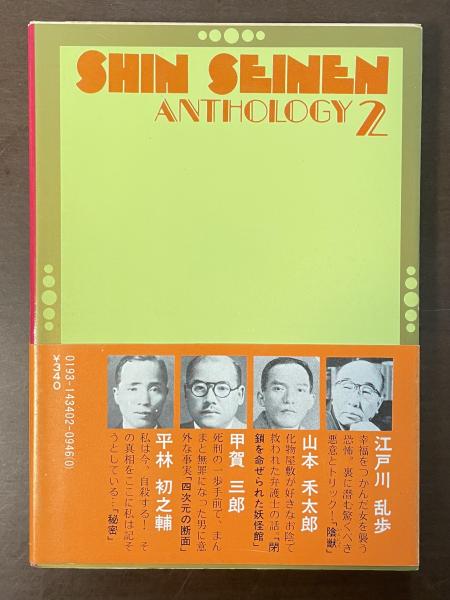 SHIN SEINEN
ANTHOLOGY 2
江戸川 乱歩
幸福をつかんだ女を襲う
恐怖。裏に潜む驚くべき
悪意とトリック!「陰獣」
山本 禾太郎
化物屋敷が好きなお陰で
救われた弁護士の話「閉
鎖を命ぜられた妖怪館」
甲賀 三郎
死刑の一歩手前で、まん
まと無罪になった男に意
外な事実「四次元の断面」
平林 初之輔
私は今、自殺する!そ
の真相をここに私は記そ
うとしている…「秘密」
0193-143402-0946(0)
¥340